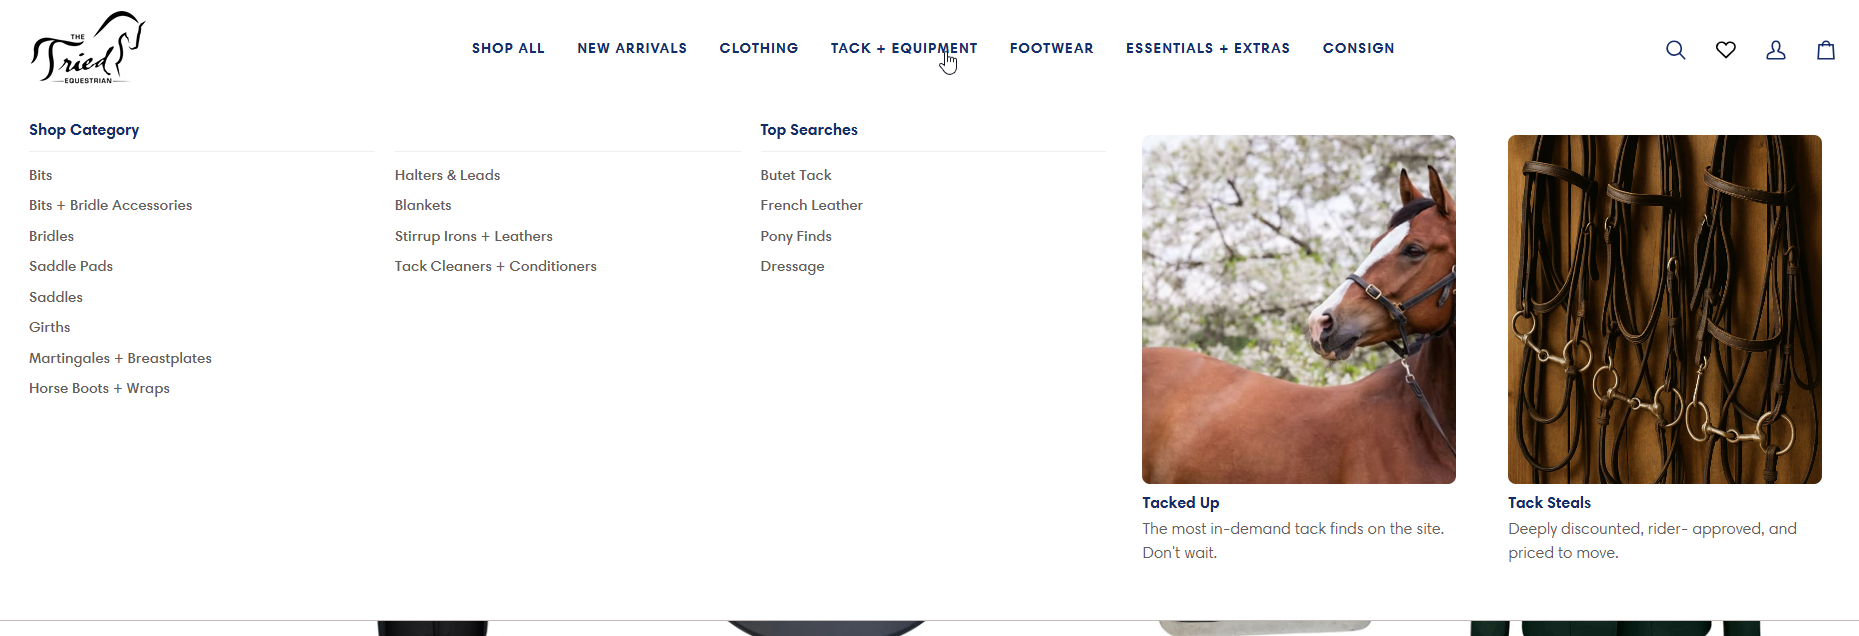 THE
Tried
EQUESTRIAN
SHOP ALL
NEW ARRIVALS
CLOTHING
TACK + EQUIPMENT
FOOTWEAR
ESSENTIALS + EXTRAS
CONSIGN
Shop Category
Bits
Bits + Bridle Accessories
Bridles
Saddle Pads
Saddles
Girths
Martingales + Breastplates
Horse Boots + Wraps
Halters & Leads
Blankets
Stirrup Irons + Leathers
Tack Cleaners + Conditioners
Top Searches
Butet Tack
French Leather
Pony Finds
Dressage
Tacked Up
The most in-demand tack finds on the site.
Don't wait.
Tack Steals
Deeply discounted, rider- approved, and
priced to move.